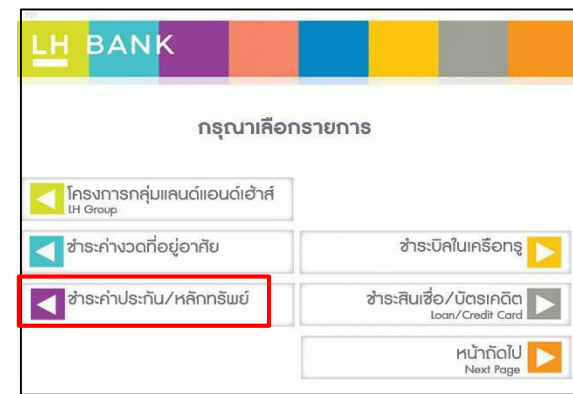 LH BANK
กรุณาเลือกรายการ
โครงการกลุ่มแลนด์แอนด์เฮ้าส์
LH Group
ชำระค่างวดที่อยู่อาศัย
ชำระบิลในเครือทรู
ชำระค่าประกัน/หลักทรัพย์
ชำระสินเชื่อ/บัตรเคดิต
Loan/Credit Card
หน้าถัดไป
Next Page